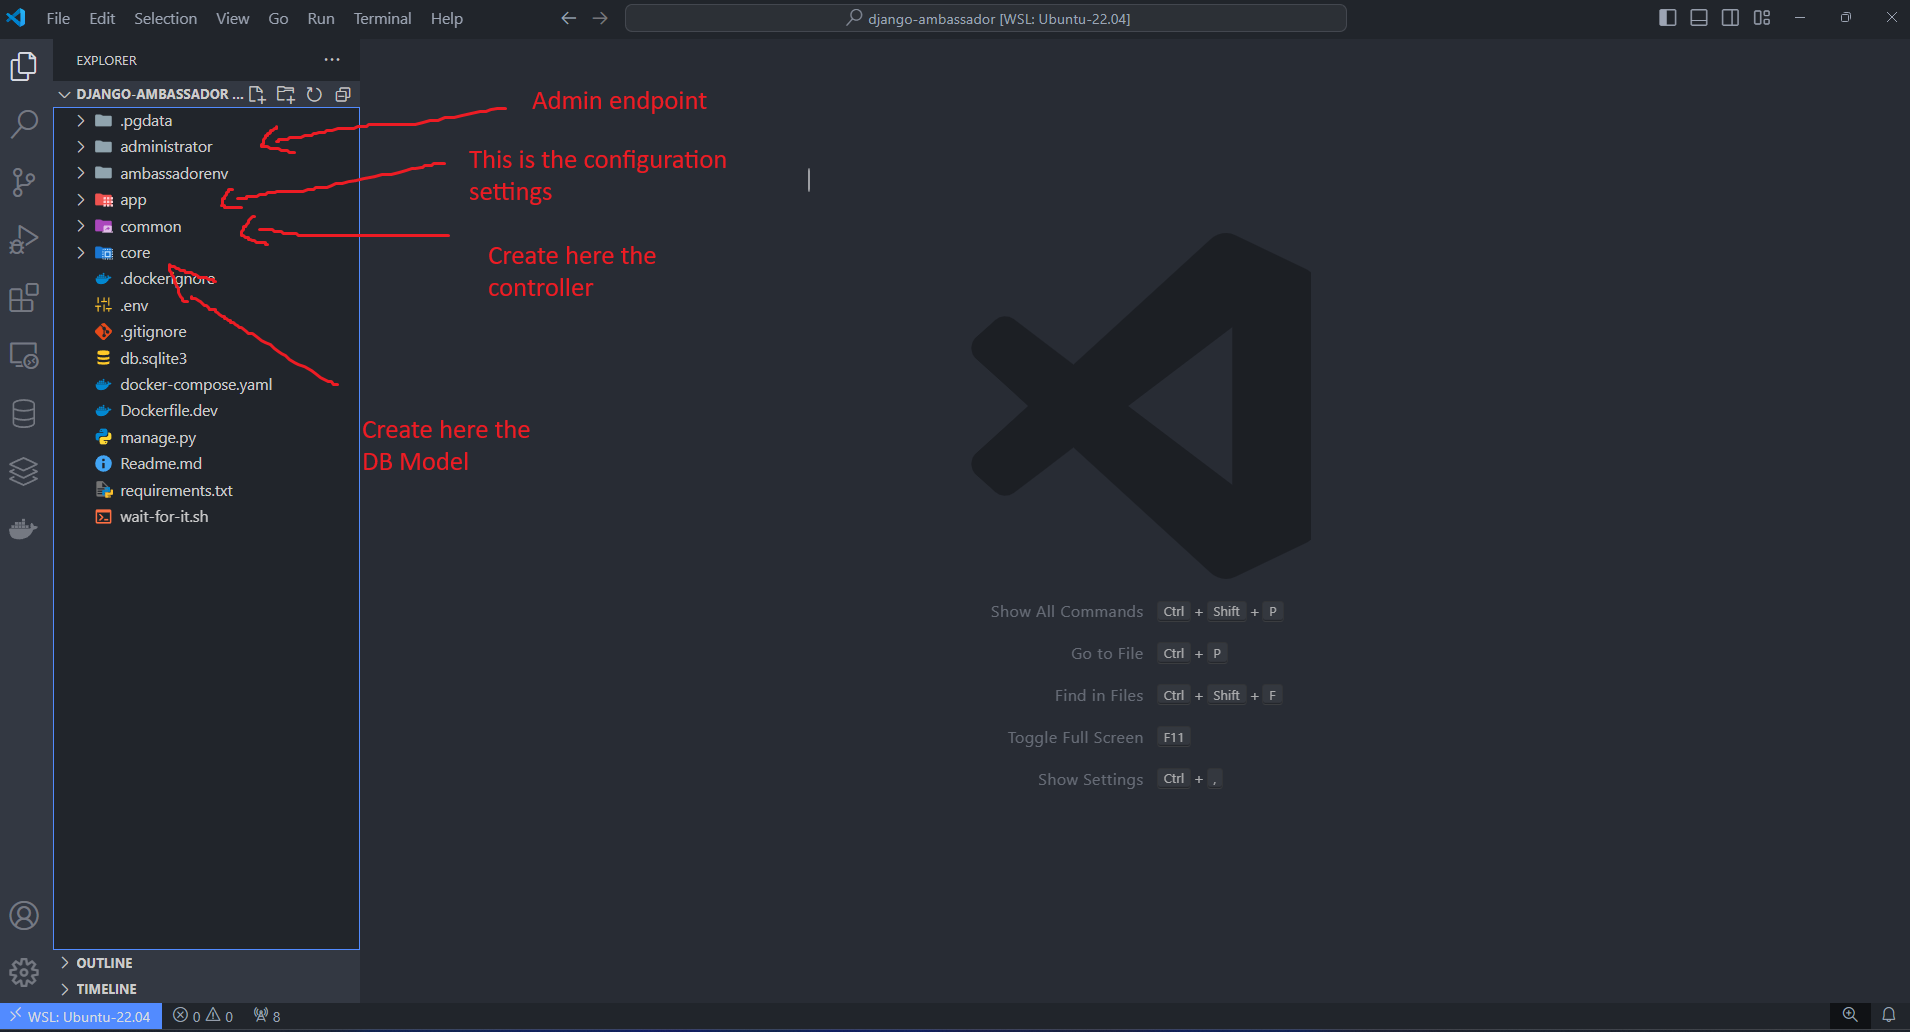 File Edit Selection View Go Run Terminal Help
django-ambassador [WSL: Ubuntu-22.04]
EXPLORER
DJANGO-AMBASSADOR ...
.pgdata
administrator
ambassadorenv
app
common
core
.dockerignore
.env
.gitignore
db.sqlite3
docker-compose.yaml
Dockerfile.dev
manage.py
Readme.md
requirements.txt
wait-for-it.sh
Admin endpoint
This is the configuration
settings
Create here the
controller
Create here the
DB Model
Show All Commands Ctrl + Shift + P
Go to File Ctrl + P
Find in Files Ctrl + Shift + F
Toggle Full Screen F11
Show Settings Ctrl + ,
OUTLINE
TIMELINE
WSL: Ubuntu-22.04 0 0 8